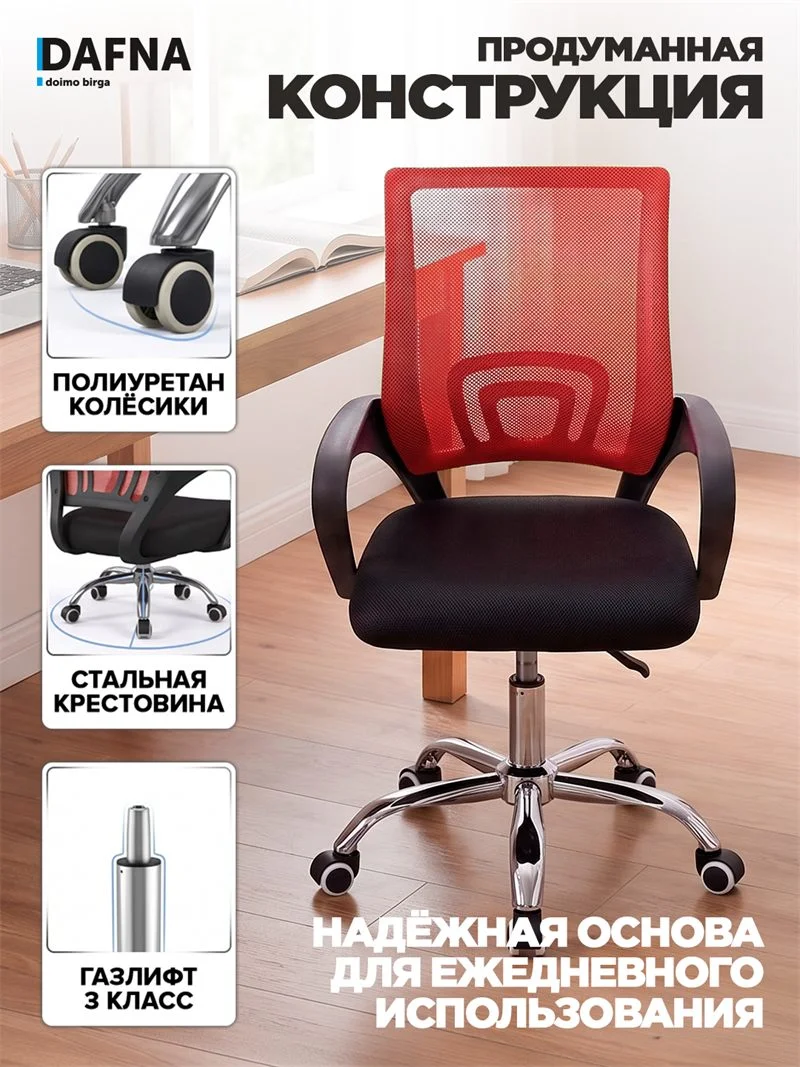 DAFNA
doimo birga
ПРОДУМАННАЯ
КОНСТРУКЦИЯ
ПОЛИУРЕТАН
КОЛЁСИКИ
СТАЛЬНАЯ
КРЕСТОВИНА
ГАЗЛИФТ
3 КЛАСС
НАДЁЖНАЯ ОСНОВА
ДЛЯ ЕЖЕДНЕВНОГО
ИСПОЛЬЗОВАНИЯ